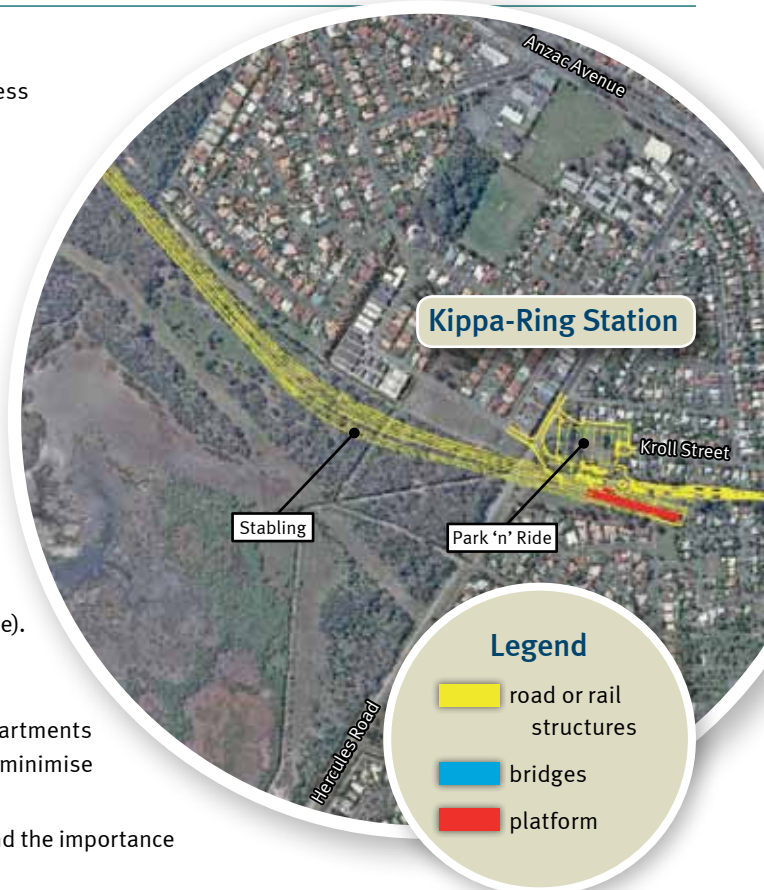 Anzac Avenue
ess
Kippa-Ring Station
Kroll Street
Stabling
Park ‘n’ Ride
e).
Legend
road or rail
structures
artments
minimise
bridges
Hercules Road
platform
d the importance